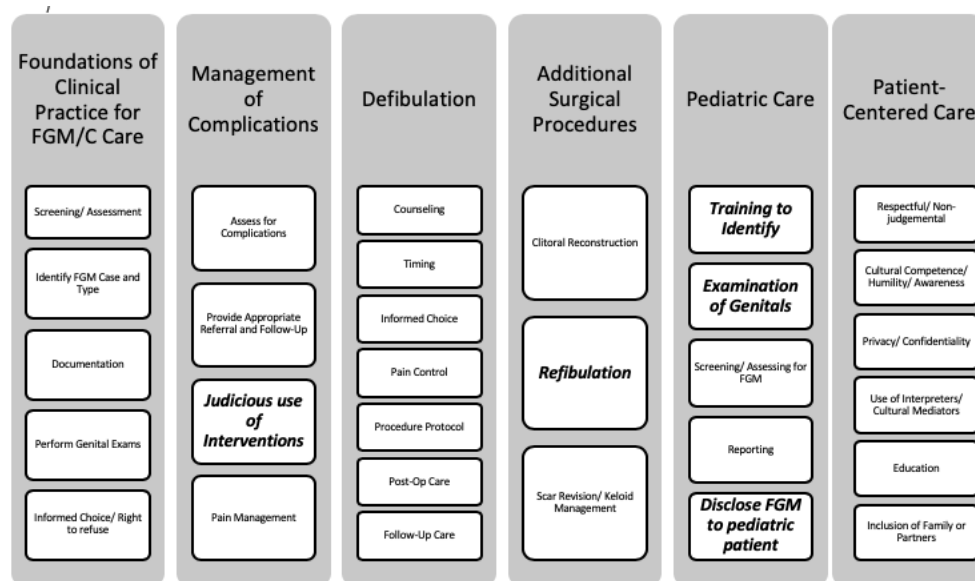 Foundations of
Clinical
Practice for
FGM/C Care
Screening/ Assessment
Identify FGM Case and
Type
Documentation
Perform Genital Exams
Informed Choice/ Right
to refuse
Management
of
Complications
Assess for
Complications
Provide Appropriate
Referral and Follow-Up
Judicious use
of
Interventions
Pain Management
Defibulation
Counseling
Timing
Informed Choice
Pain Control
Procedure Protocol
Post-Op Care
Follow-Up Care
Additional
Surgical
Procedures
Clitoral Reconstruction
Refibulation
Scar Revision/ Keloid
Management
Pediatric Care
Training to
Identify
Examination
of Genitals
Screening/ Assessing for
FGM
Reporting
Disclose FGM
to pediatric
patient
Patient-
Centered Care
Respectful/ Non-
judgemental
Cultural Competence/
Humility/ Awareness
Privacy/ Confidentiality
Use of Interpreters/
Cultural Mediators
Education
Inclusion of Family or
Partners